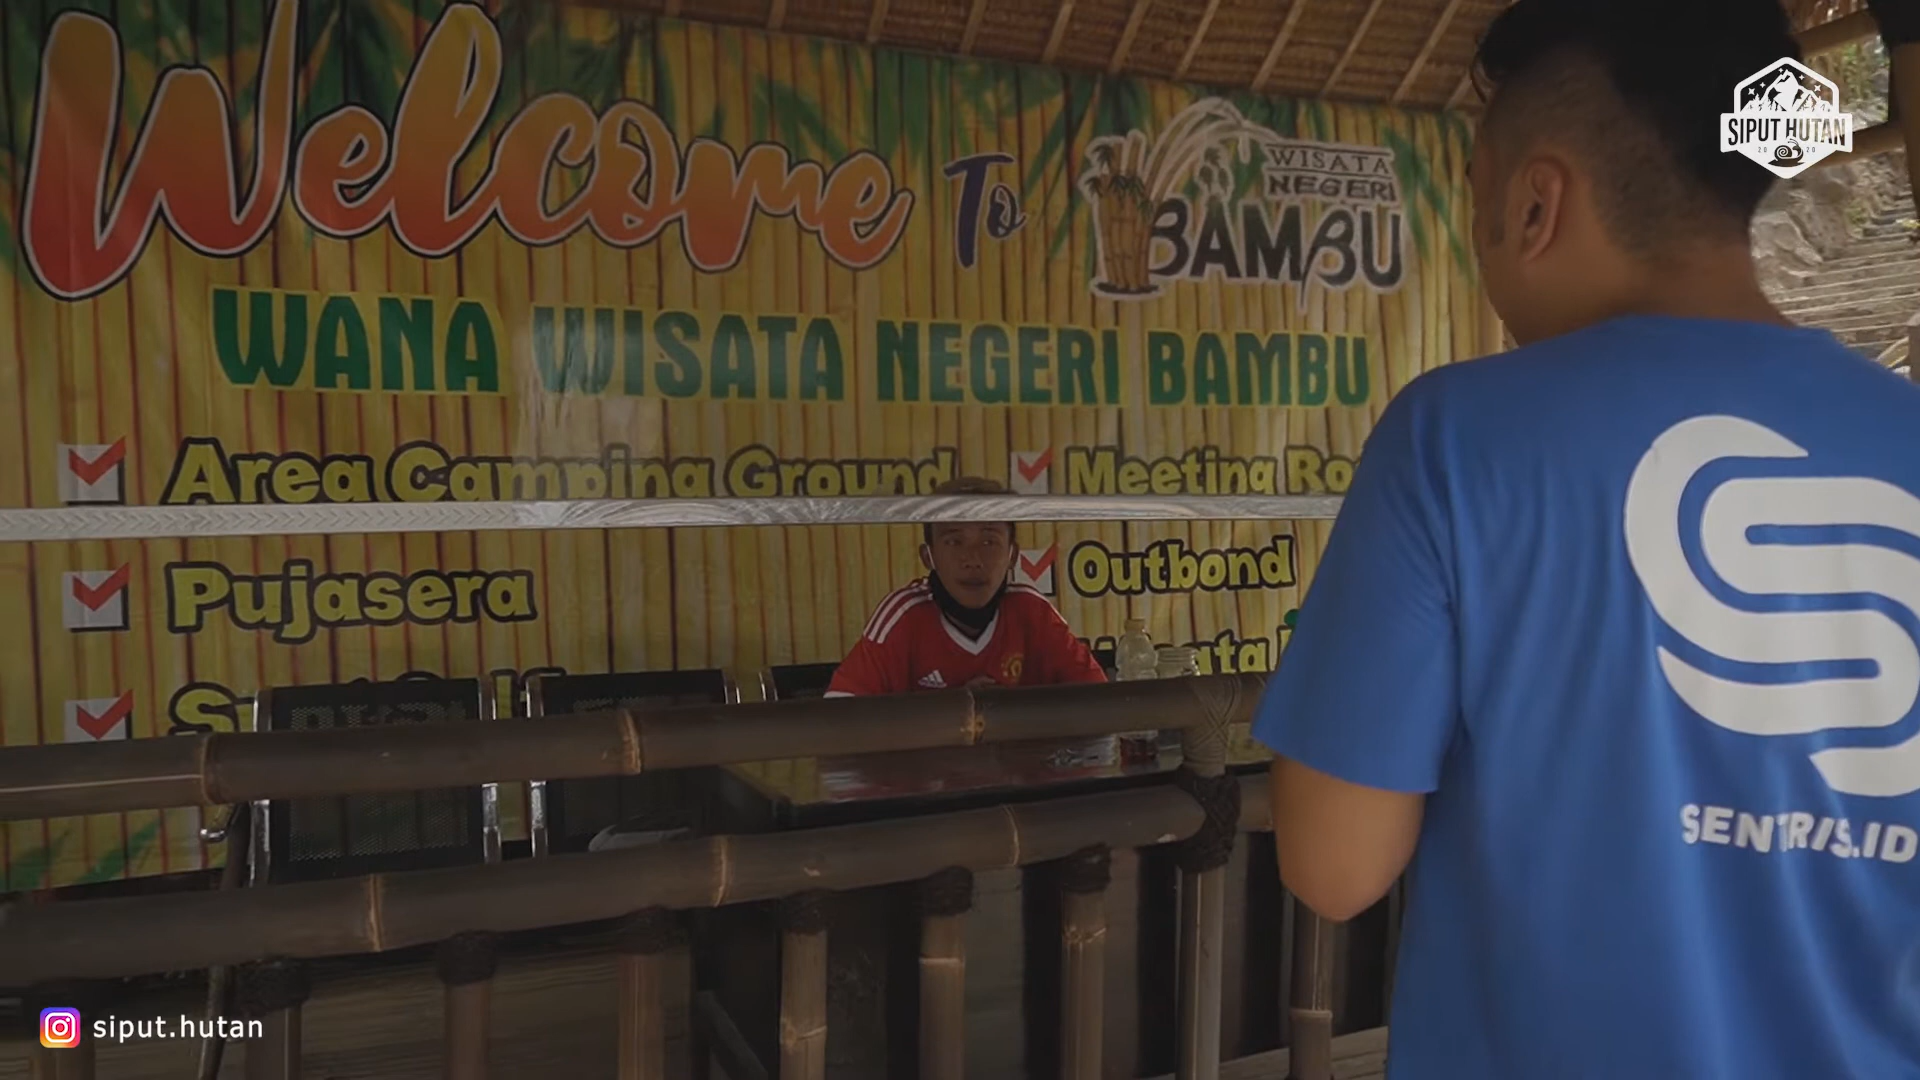 Welcome To
WISATA
NEGERI
BAMBU
WANA WISATA NEGERI BAMBU
Area Camping Ground
Meeting
Pujasera
Outbond
SIPUT HUTAN
2020
SENTRIS.ID
siput.hutan